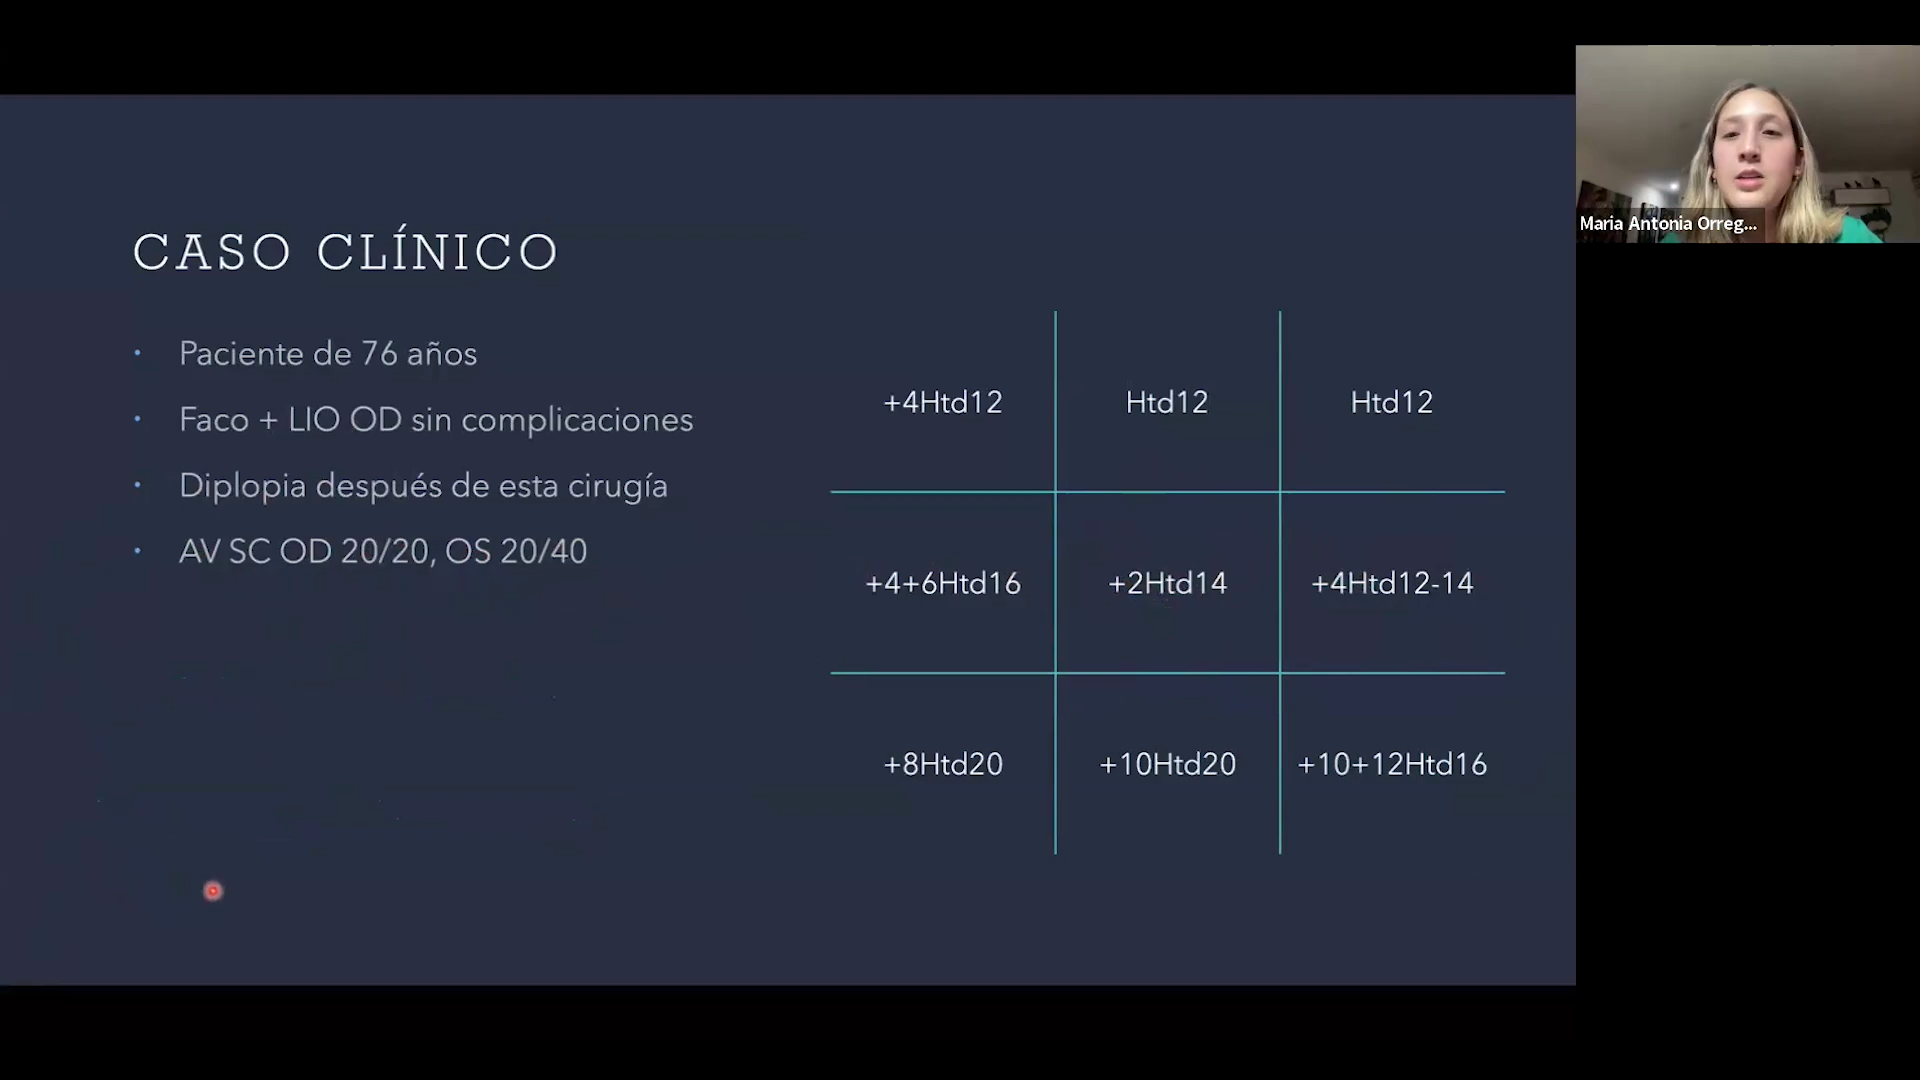 CASO CLÍNICO
• Paciente de 76 años
• Faco + LIO OD sin complicaciones
• Diplopia después de esta cirugía
• AV SC OD 20/20, OS 20/40
+4Htd12 Htd12 Htd12
+4+6Htd16 +2Htd14 +4Htd12-14
+8Htd20 +10Htd20 +10+12Htd16
Maria Antonia Orreg...